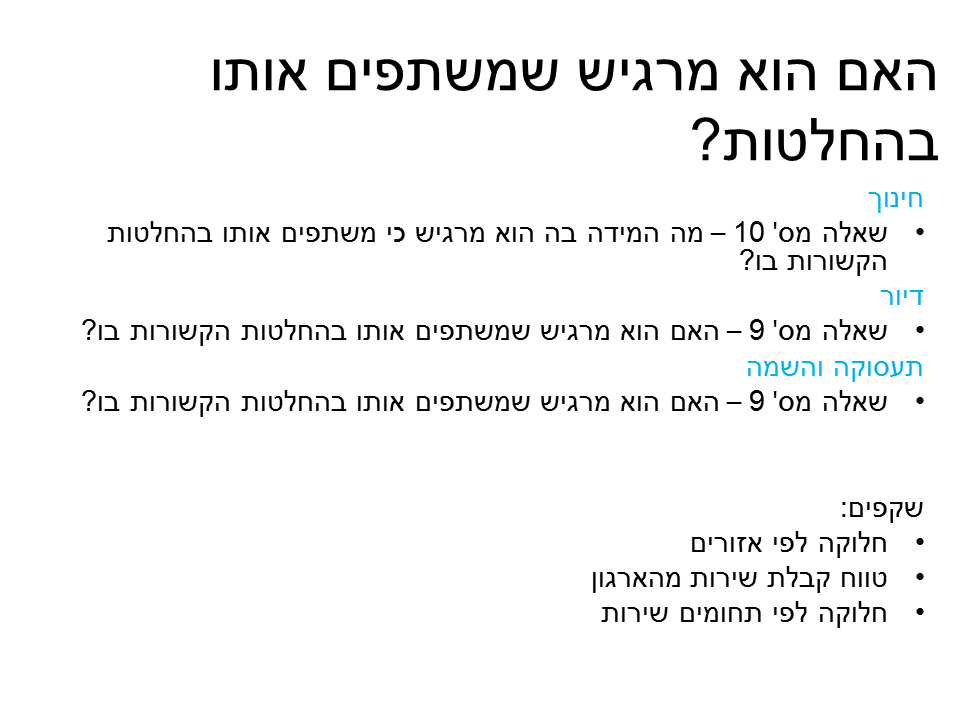 האם הוא מרגיש שמשתפים אותו
בהחלטות?
חינוך
• שאלה מס' 10 – מה המידה בה הוא מרגיש כי משתפים אותו בהחלטות
הקשורות בו?
דיור
• שאלה מס' 9 – האם הוא מרגיש שמשתפים אותו בהחלטות הקשורות בו?
תעסוקה והשמה
• שאלה מס' 9 – האם הוא מרגיש שמשתפים אותו בהחלטות הקשורות בו?
שקפים:
• חלוקה לפי אזורים
• טווח קבלת שירות מהארגון
• חלוקה לפי תחומים שירות